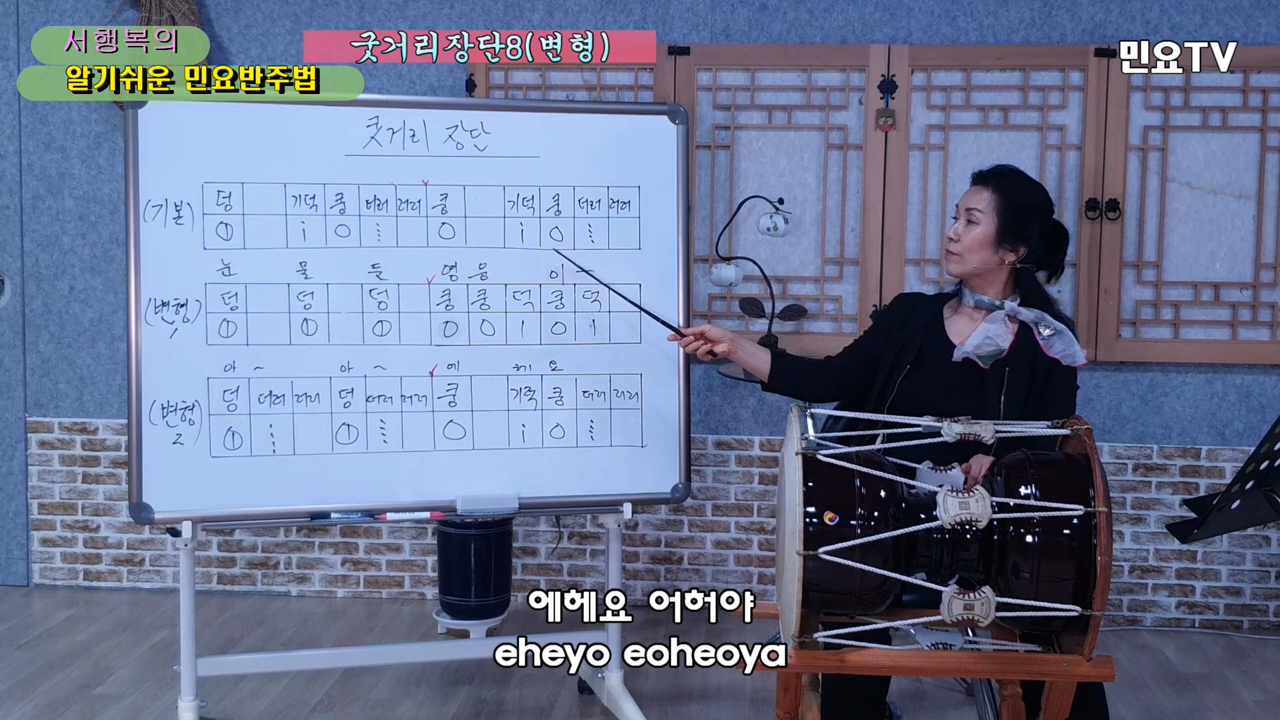 서행복의
알기쉬운 민요반주법
굿거리장단8(변형)
민요TV
굿거리 장단
(기본) 덩 기덕 쿵 더러 러러 쿵 기덕 쿵 더러 러러
눈 물 든 영 웅 이 ー
(변형) 1 덩 덩 덩 쿵 쿵 덕 쿵 덕
아 ~ 아 ~ 에 헤 요
(변형) 2 덩 더러 러러 덩 더러 러러 쿵 기덕 쿵 더러 러러
에헤요 어허야
eheyo eoheoya